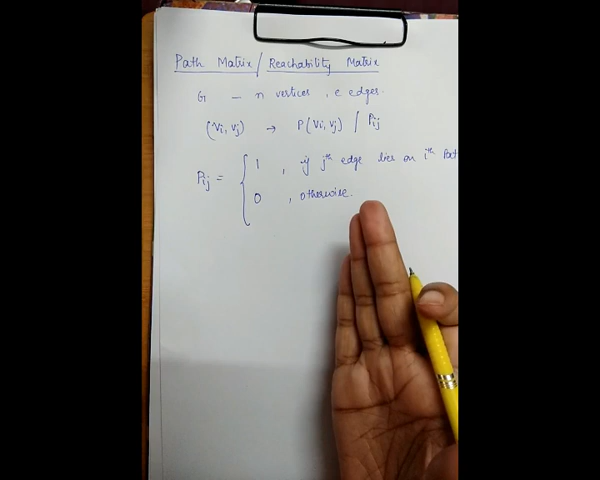 Path Matrix/Reachability Matrix
G - n vertices, e edges.
(vi, vj) → P(vi, vj) / Pij
Pij = { 1 , if jth edge lies on ith
0 , otherwise.